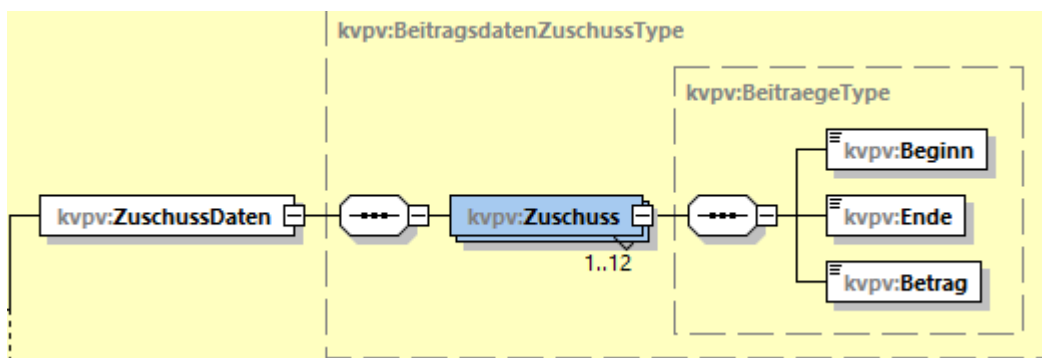 kvpv:BeitragsdatenZuschussType
kvpv:BeitraegeType
kvpv:Beginn
kvpv:ZuschussDaten
kvpv:Zuschuss
kvpv:Ende
1..12
kvpv:Betrag